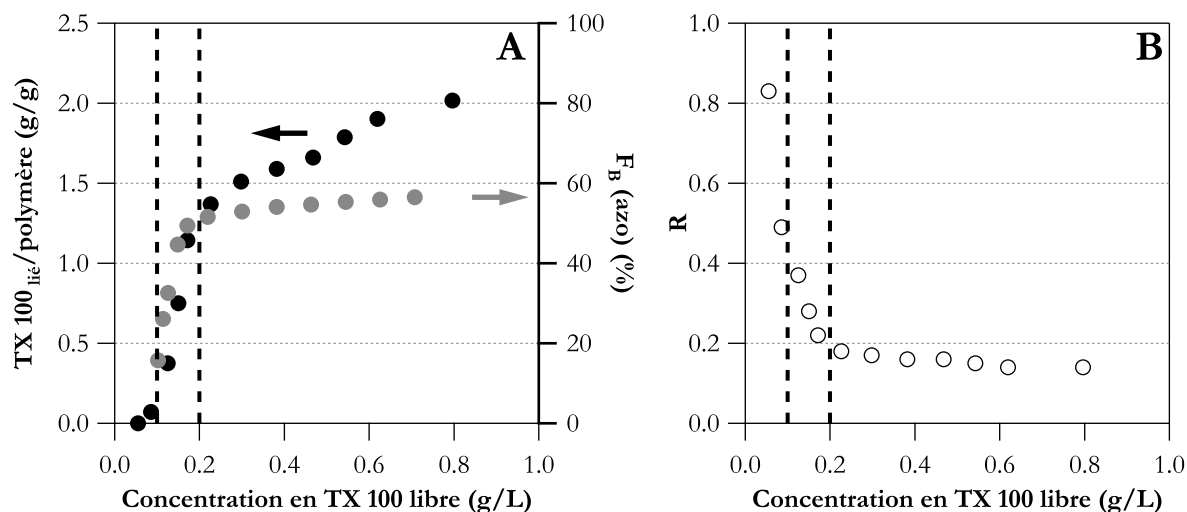 A
2.5
2.0
1.5
1.0
0.5
0.0
TX 100lié/polymère (g/g)
100
80
60
40
20
0
FB (azo) (%)
0.0 0.2 0.4 0.6 0.8 1.0
Concentration en TX 100 libre (g/L)
B
1.0
0.8
0.6
0.4
0.2
0.0
R
0.0 0.2 0.4 0.6 0.8 1.0
Concentration en TX 100 libre (g/L)